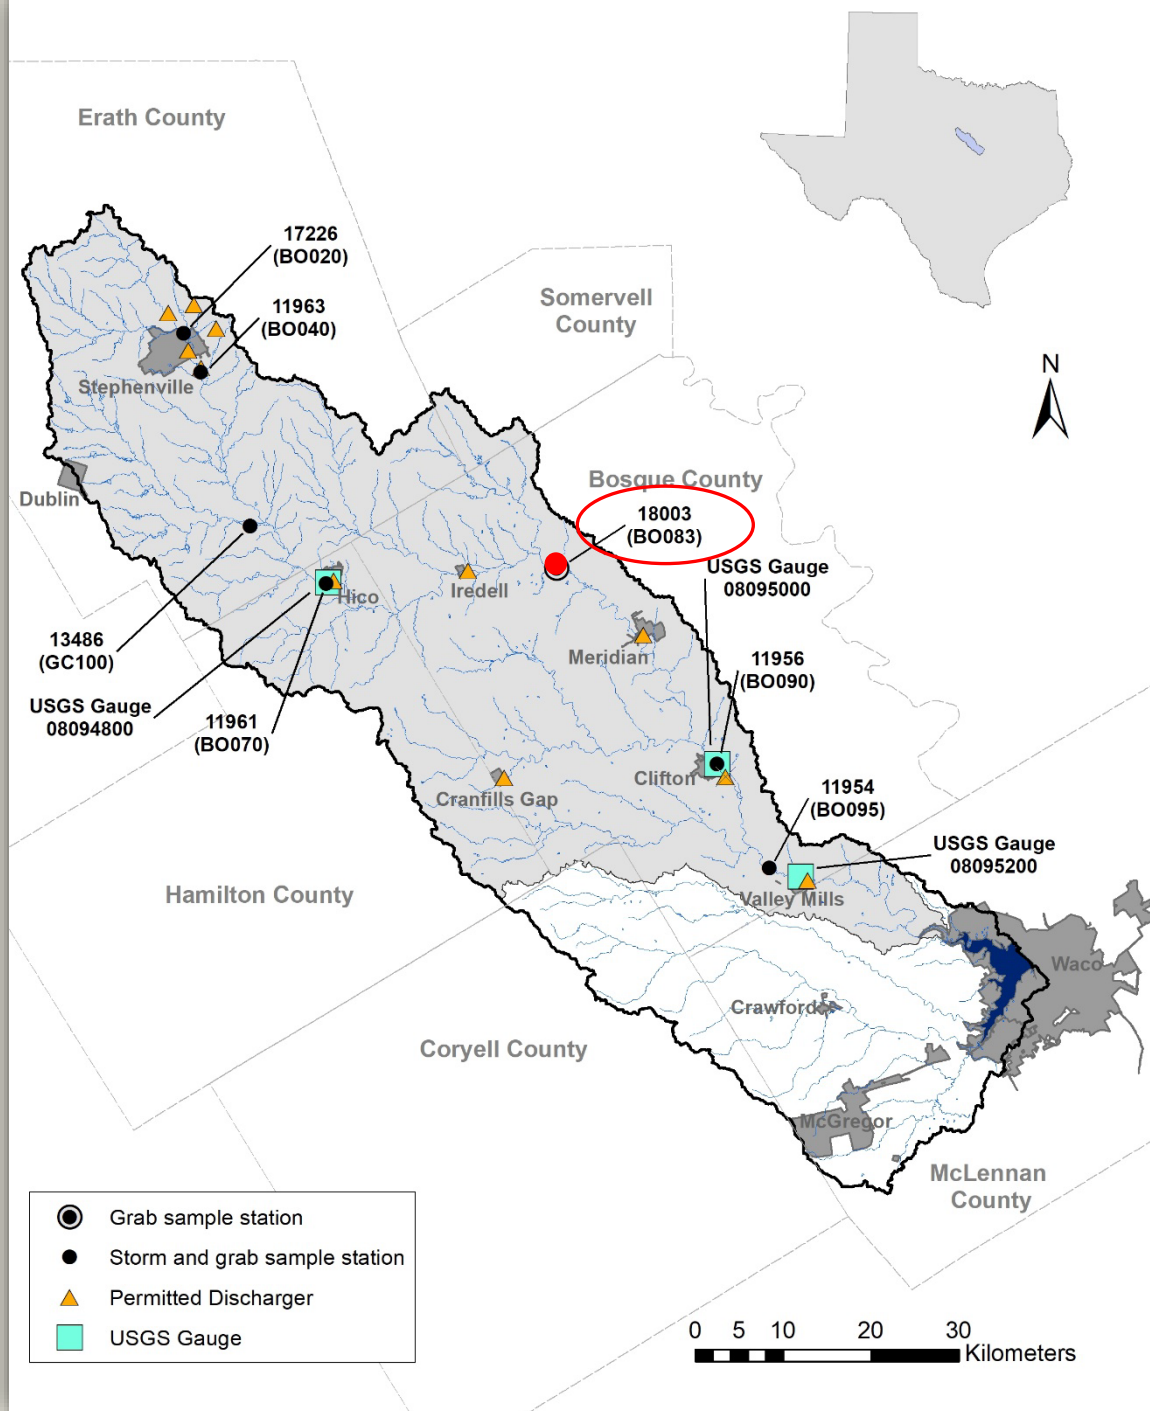 Erath County
17226
(BO020)
11963
(BO040)
Somervell
County
Stephenville
N
Bosque County
Dublin
18003
(BO083)
USGS Gauge
08095000
Iredell
Hico
13486
(GC100)
Meridian
11956
(BO090)
USGS Gauge
08094800
11961
(BO070)
Clifton
Cranfills Gap
11954
(BO095)
USGS Gauge
08095200
Hamilton County
Valley Mills
Waco
Crawford
Coryell County
McGregor
McLennan
County
Grab sample station
Storm and grab sample station
Permitted Discharger
USGS Gauge
0 5 10 20 30
Kilometers